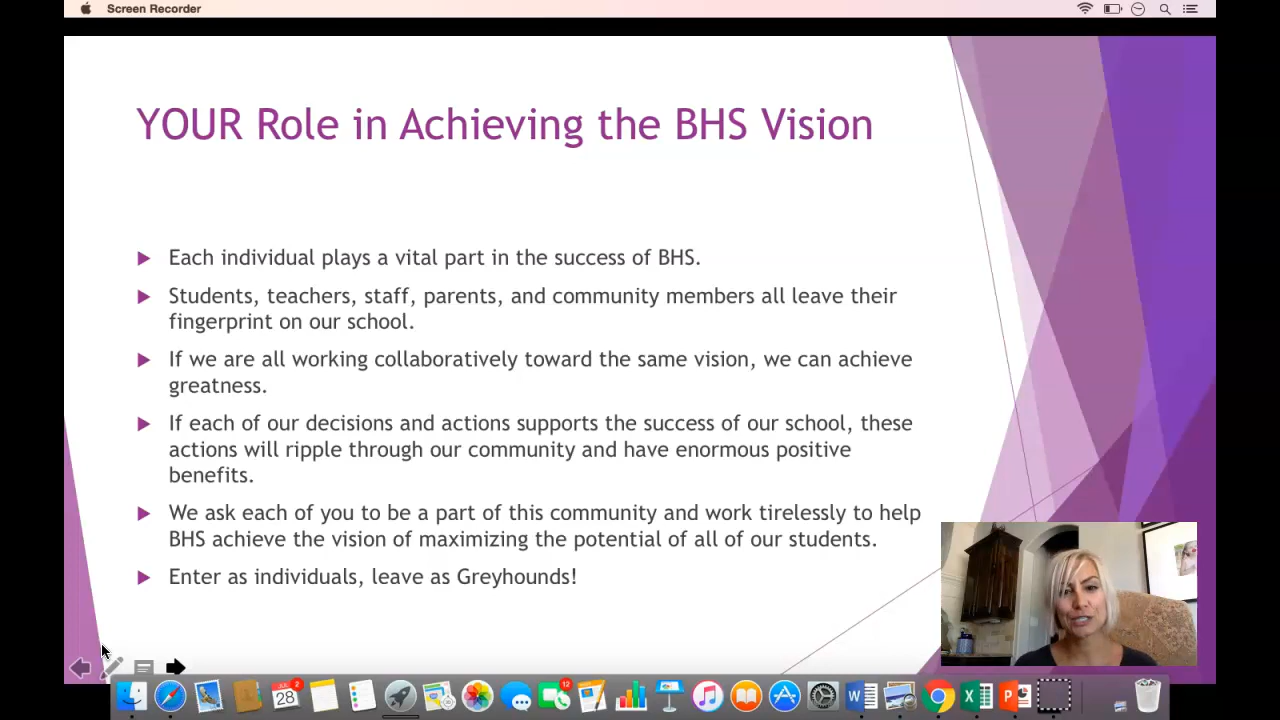 Screen Recorder
YOUR Role in Achieving the BHS Vision
Each individual plays a vital part in the success of BHS.
Students, teachers, staff, parents, and community members all leave their
fingerprint on our school.
If we are all working collaboratively toward the same vision, we can achieve
greatness.
If each of our decisions and actions supports the success of our school, these
actions will ripple through our community and have enormous positive
benefits.
We ask each of you to be a part of this community and work tirelessly to help
BHS achieve the vision of maximizing the potential of all of our students.
Enter as individuals, leave as Greyhounds!
JUL
28
2
12
W
X
P